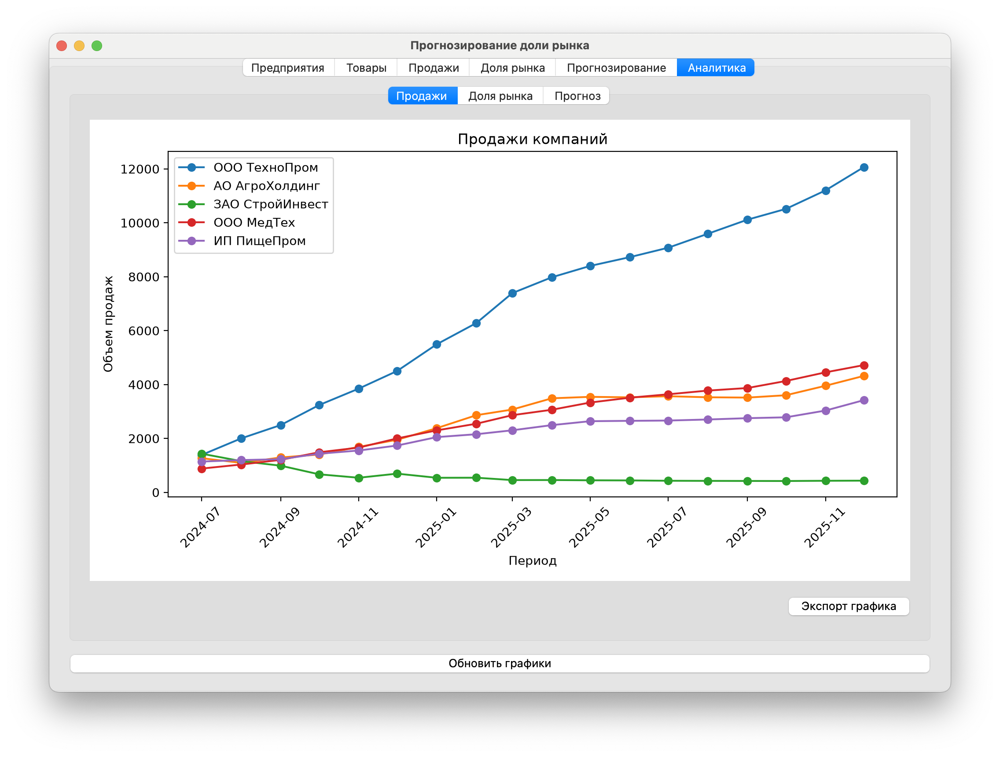 Прогнозирование доли рынка
Предприятия Товары Продажи Доля рынка Прогнозирование Аналитика
Продажи Доля рынка Прогноз
Продажи компаний
ООО ТехноПром
АО АгроХолдинг
ЗАО СтройИнвест
ООО МедТех
ИП ПищеПром
Объем продаж
12000
10000
8000
6000
4000
2000
0
2024-07 2024-09 2024-11 2025-01 2025-03 2025-05 2025-07 2025-09 2025-11
Период
Экспорт графика
Обновить графики